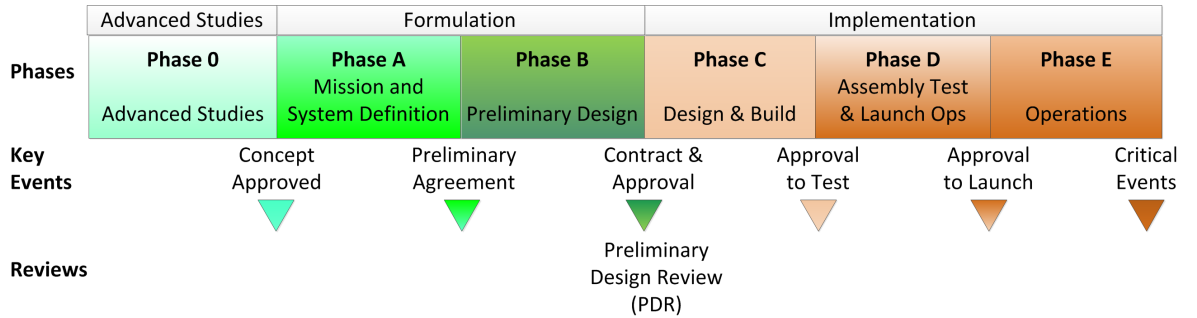 Advanced Studies Formulation Implementation
Phases
Phase 0
Advanced Studies
Phase A
Mission and
System Definition
Phase B
Preliminary Design
Phase C
Design & Build
Phase D
Assembly Test
& Launch Ops
Phase E
Operations
Key
Events
Concept
Approved
Preliminary
Agreement
Contract &
Approval
Approval
to Test
Approval
to Launch
Critical
Events
Reviews
Preliminary
Design Review
(PDR)